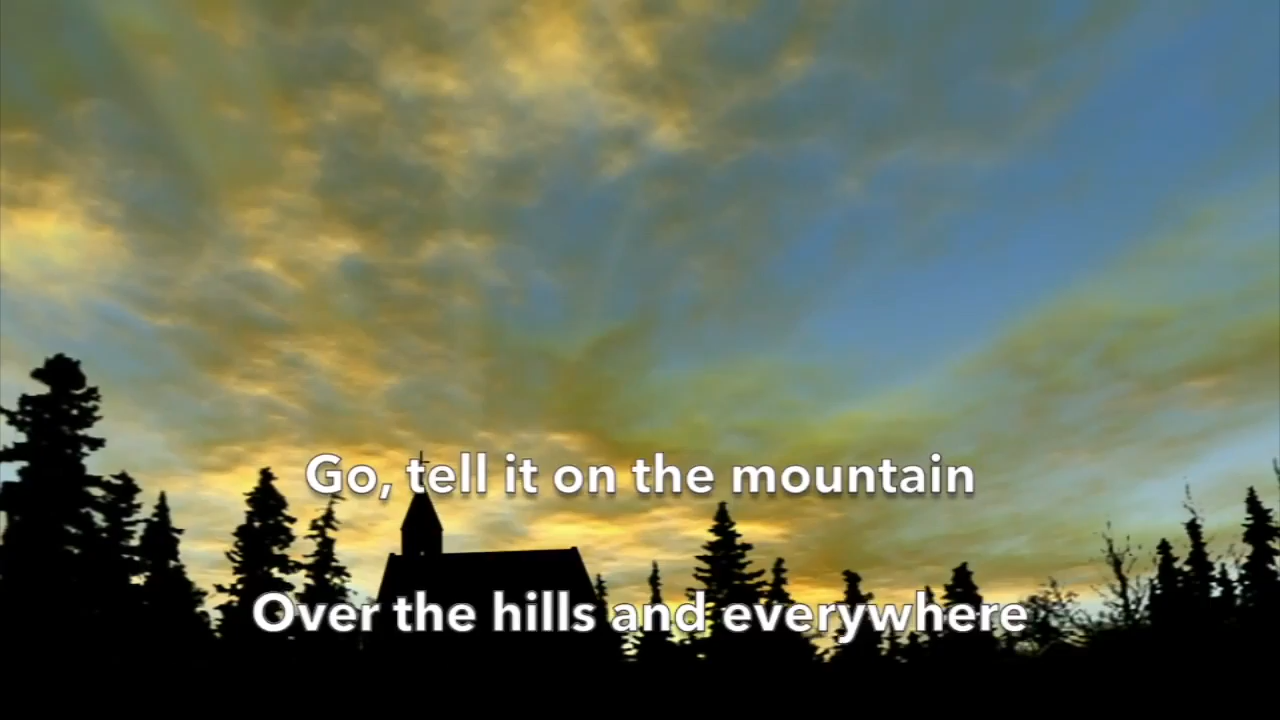 Go, tell it on the mountain
Over the hills and everywhere